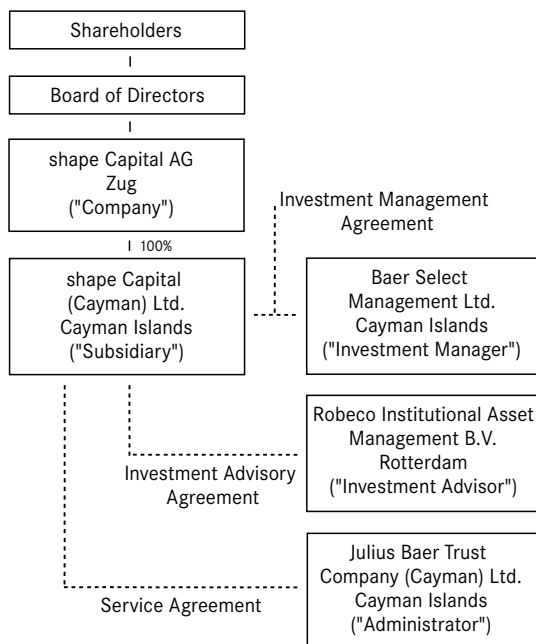 Shareholders
Board of Directors
shape Capital AG
Zug
("Company")
100%
Investment Management
Agreement
shape Capital
(Cayman) Ltd.
Cayman Islands
("Subsidiary")
Baer Select
Management Ltd.
Cayman Islands
("Investment Manager")
Robeco Institutional Asset
Management B.V.
Rotterdam
("Investment Advisor")
Investment Advisory
Agreement
Julius Baer Trust
Company (Cayman) Ltd.
Cayman Islands
("Administrator")
Service Agreement